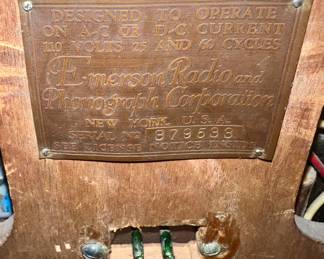 DESIGNED TO OPERATE
ON A-C OR D-C CURRENT
110 VOLTS 25 AND 60 CYCLES
Emerson Radio and
Phonograph Corporation
NEW YORK, U.S.A.
SERIAL NO 879533
SEE LICENSE NOTICE INSIDE